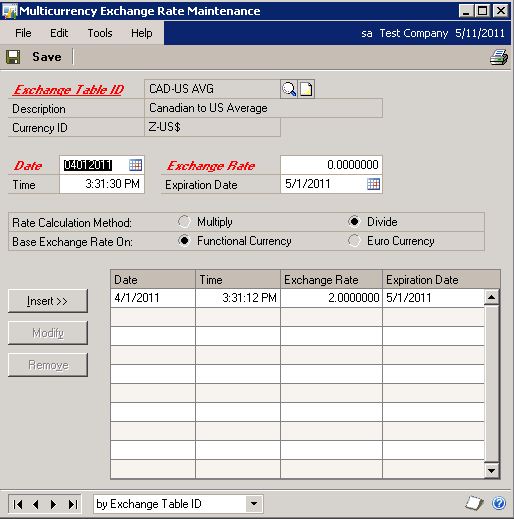 Multicurrency Exchange Rate Maintenance
File Edit Tools Help sa Test Company 5/11/2011
Save
Exchange Table ID CAD-US AVG
Description Canadian to US Average
Currency ID Z-US$
Date 04012011 Exchange Rate 0.0000000
Time 3:31:30 PM Expiration Date 5/1/2011
Rate Calculation Method: Multiply Divide
Base Exchange Rate On: Functional Currency Euro Currency
Date Time Exchange Rate Expiration Date
Insert >> 4/1/2011 3:31:12 PM 2.0000000 5/1/2011
Modify
Remove
by Exchange Table ID